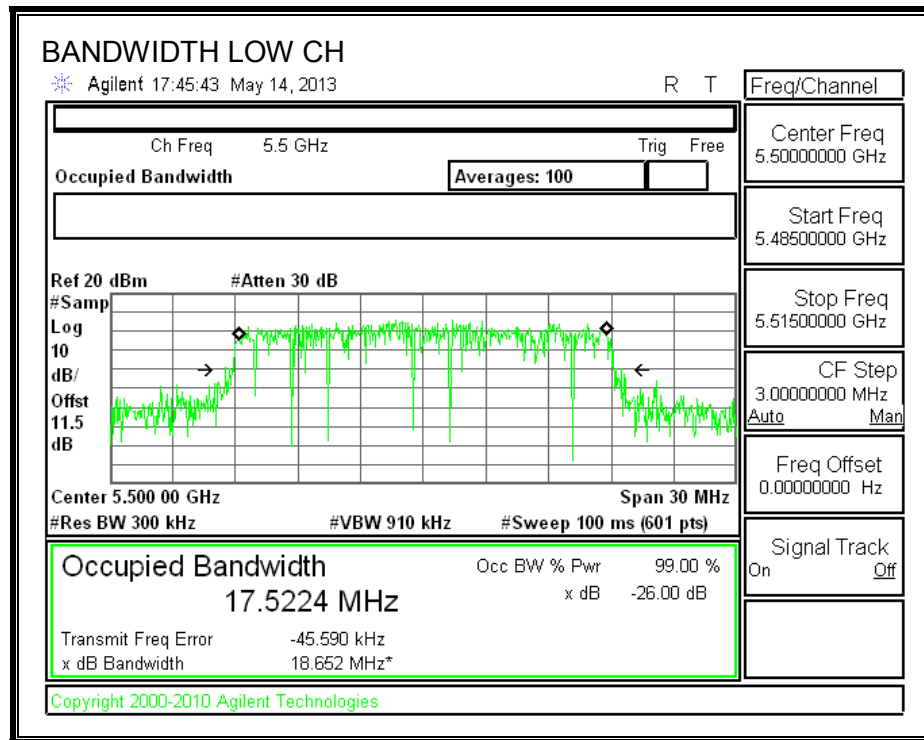 BANDWIDTH LOW CH
Agilent 17:45:43 May 14, 2013 R T
Freq/Channel
Ch Freq 5.5 GHz Trig Free
Occupied Bandwidth Averages: 100
Ref 20 dBm #Atten 30 dB
#Samp
Log
10
dB/
Offst
11.5
dB
Center 5.500 00 GHz Span 30 MHz
#Res BW 300 kHz #VBW 910 kHz #Sweep 100 ms (601 pts)
Occupied Bandwidth Occ BW % Pwr 99.00 %
17.5224 MHz x dB -26.00 dB
Transmit Freq Error -45.590 kHz
x dB Bandwidth 18.652 MHz*
Copyright 2000-2010 Agilent Technologies
Center Freq
5.50000000 GHz
Start Freq
5.48500000 GHz
Stop Freq
5.51500000 GHz
CF Step
3.00000000 MHz
Auto Man
Freq Offset
0.00000000 Hz
Signal Track
On Off